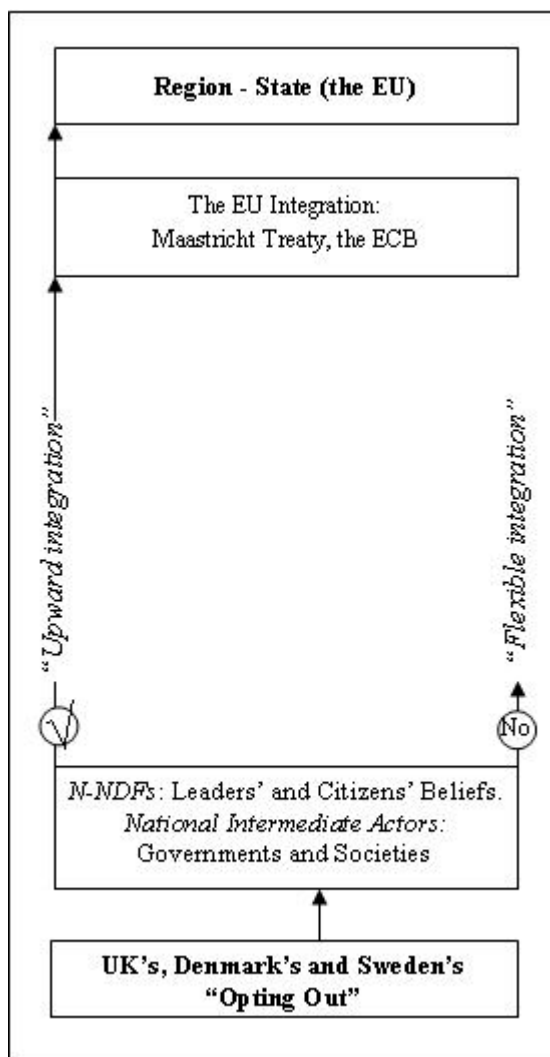 Region - State (the EU)
The EU Integration:
Maastricht Treaty, the ECB
“Upward integration”
“Flexible integration”
√
No
N-NDFs: Leaders’ and Citizens’ Beliefs.
National Intermediate Actors:
Governments and Societies
UK’s, Denmark’s and Sweden’s
“Opting Out”